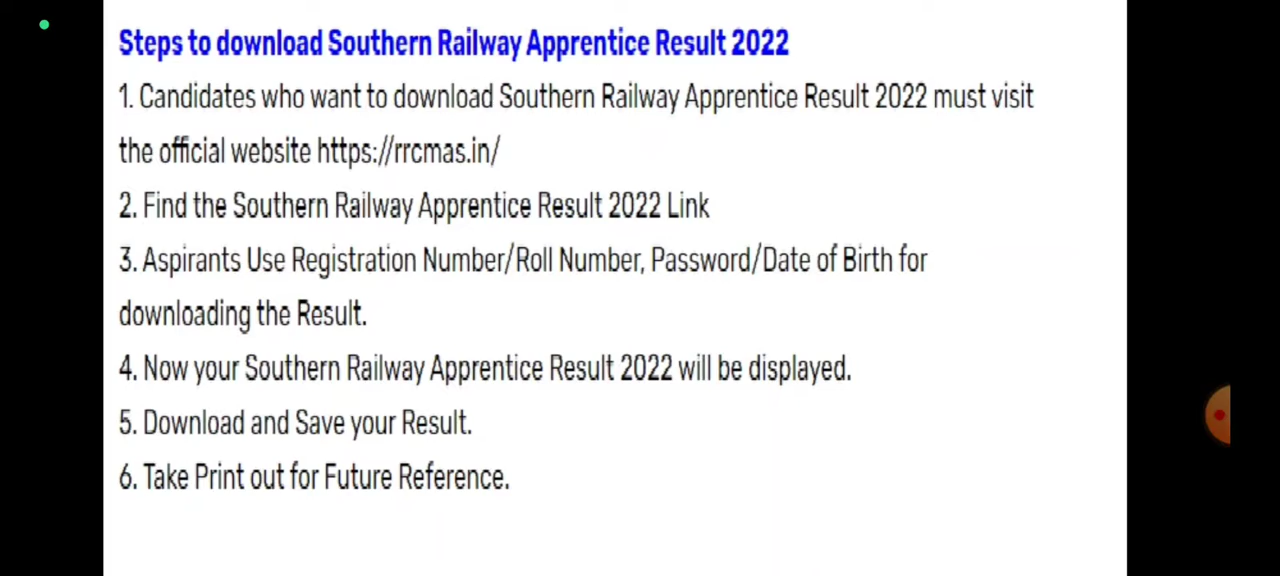 Steps to download Southern Railway Apprentice Result 2022
1. Candidates who want to download Southern Railway Apprentice Result 2022 must visit
the official website https://rrcmas.in/
2. Find the Southern Railway Apprentice Result 2022 Link
3. Aspirants Use Registration Number/Roll Number, Password/Date of Birth for
downloading the Result.
4. Now your Southern Railway Apprentice Result 2022 will be displayed.
5. Download and Save your Result.
6. Take Print out for Future Reference.